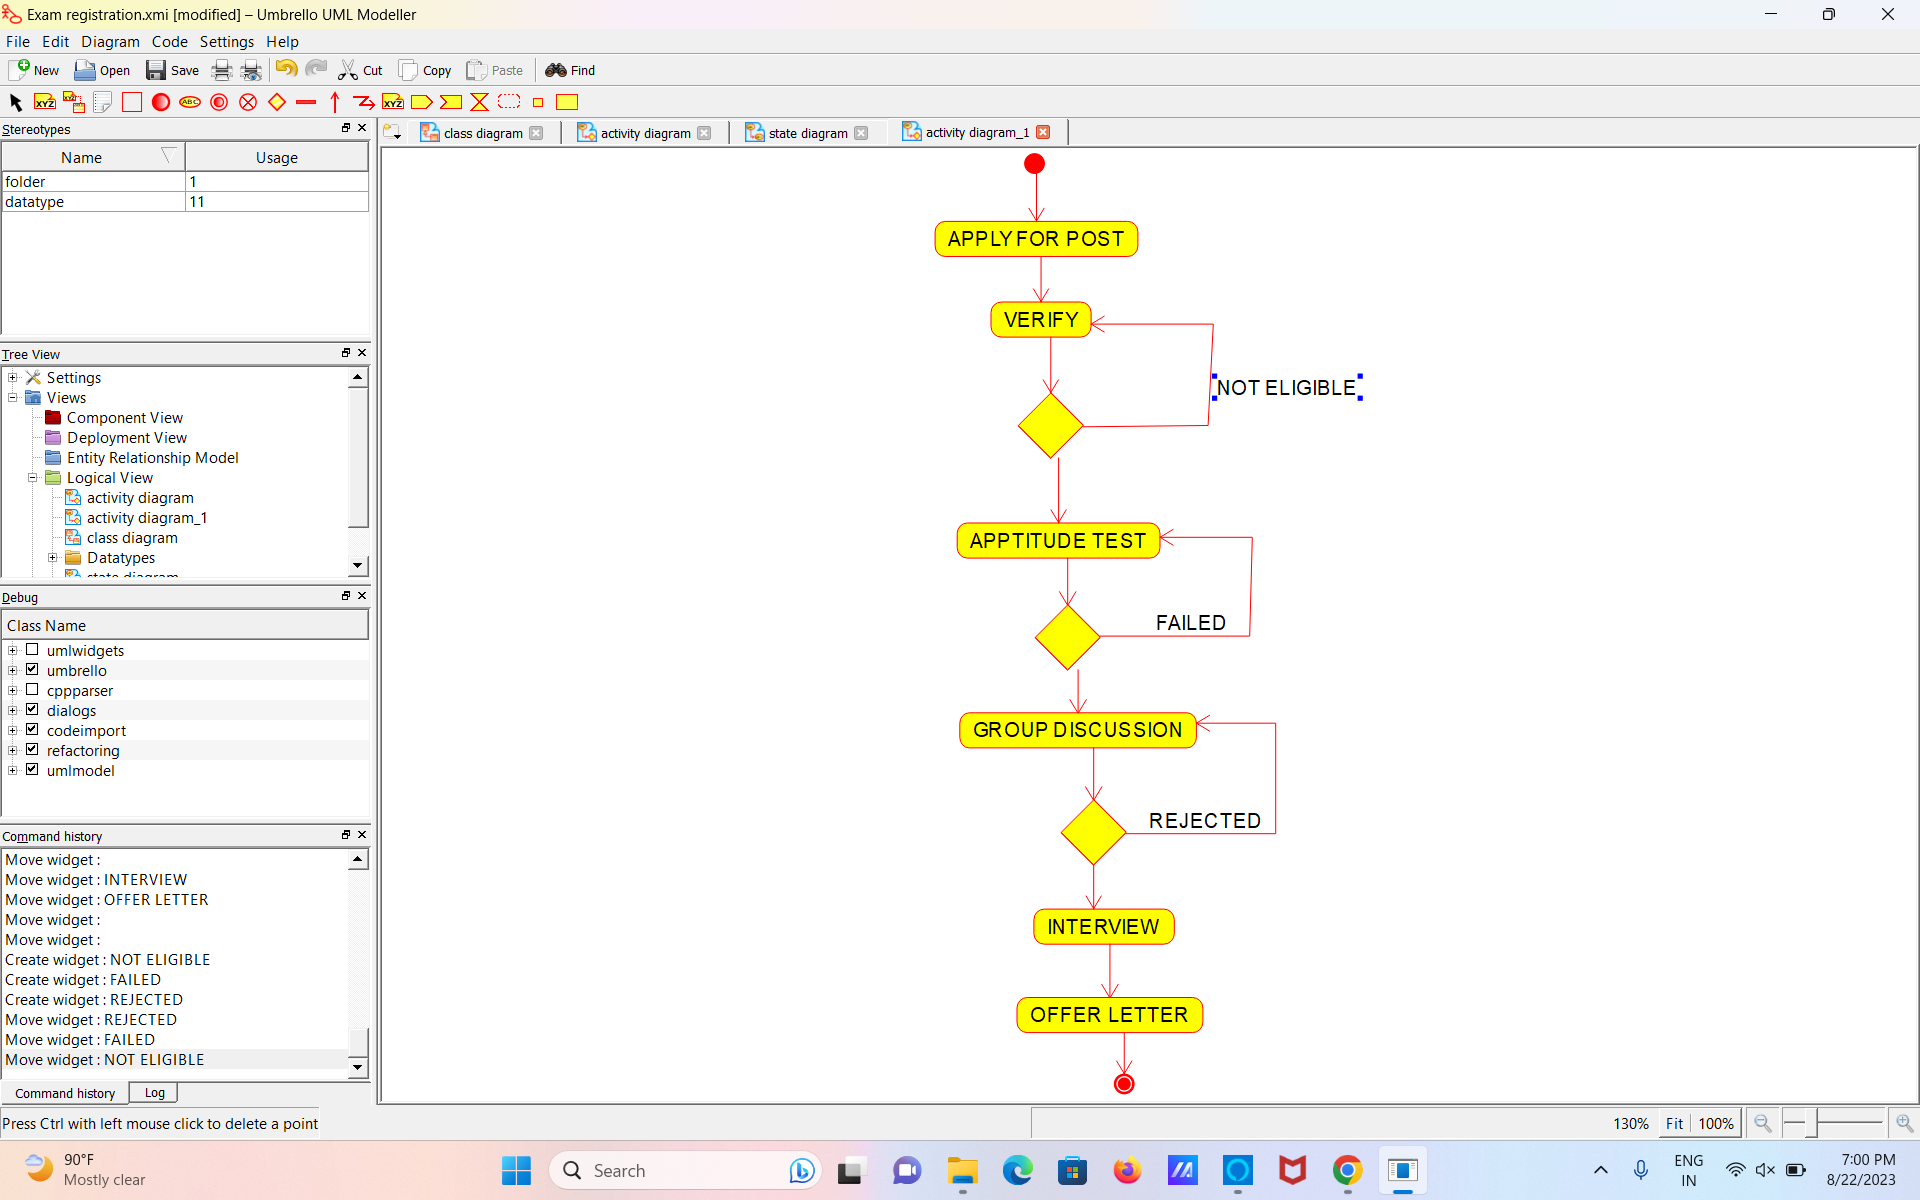 Exam registration.xmi [modified] – Umbrello UML Modeller
File Edit Diagram Code Settings Help
New Open Save Cut Copy Paste Find
XYZ XYZ ABC XYZ
Stereotypes
Name Usage
folder 1
datatype 11
Tree View
Settings
Views
Component View
Deployment View
Entity Relationship Model
Logical View
activity diagram
activity diagram_1
class diagram
Datatypes
state diagram
Debug
Class Name
umlwidgets
umbrello
cppparser
dialogs
codeimport
refactoring
umlmodel
Command history
Move widget :
Move widget : INTERVIEW
Move widget : OFFER LETTER
Move widget :
Move widget :
Create widget : NOT ELIGIBLE
Create widget : FAILED
Create widget : REJECTED
Move widget : REJECTED
Move widget : FAILED
Move widget : NOT ELIGIBLE
Command history Log
class diagram activity diagram state diagram activity diagram_1
APPLY FOR POST
VERIFY
NOT ELIGIBLE
APPTITUDE TEST
FAILED
GROUP DISCUSSION
REJECTED
INTERVIEW
OFFER LETTER
Press Ctrl with left mouse click to delete a point
130% Fit 100%
90°F
Mostly clear
Search
ENG
IN
7:00 PM
8/22/2023